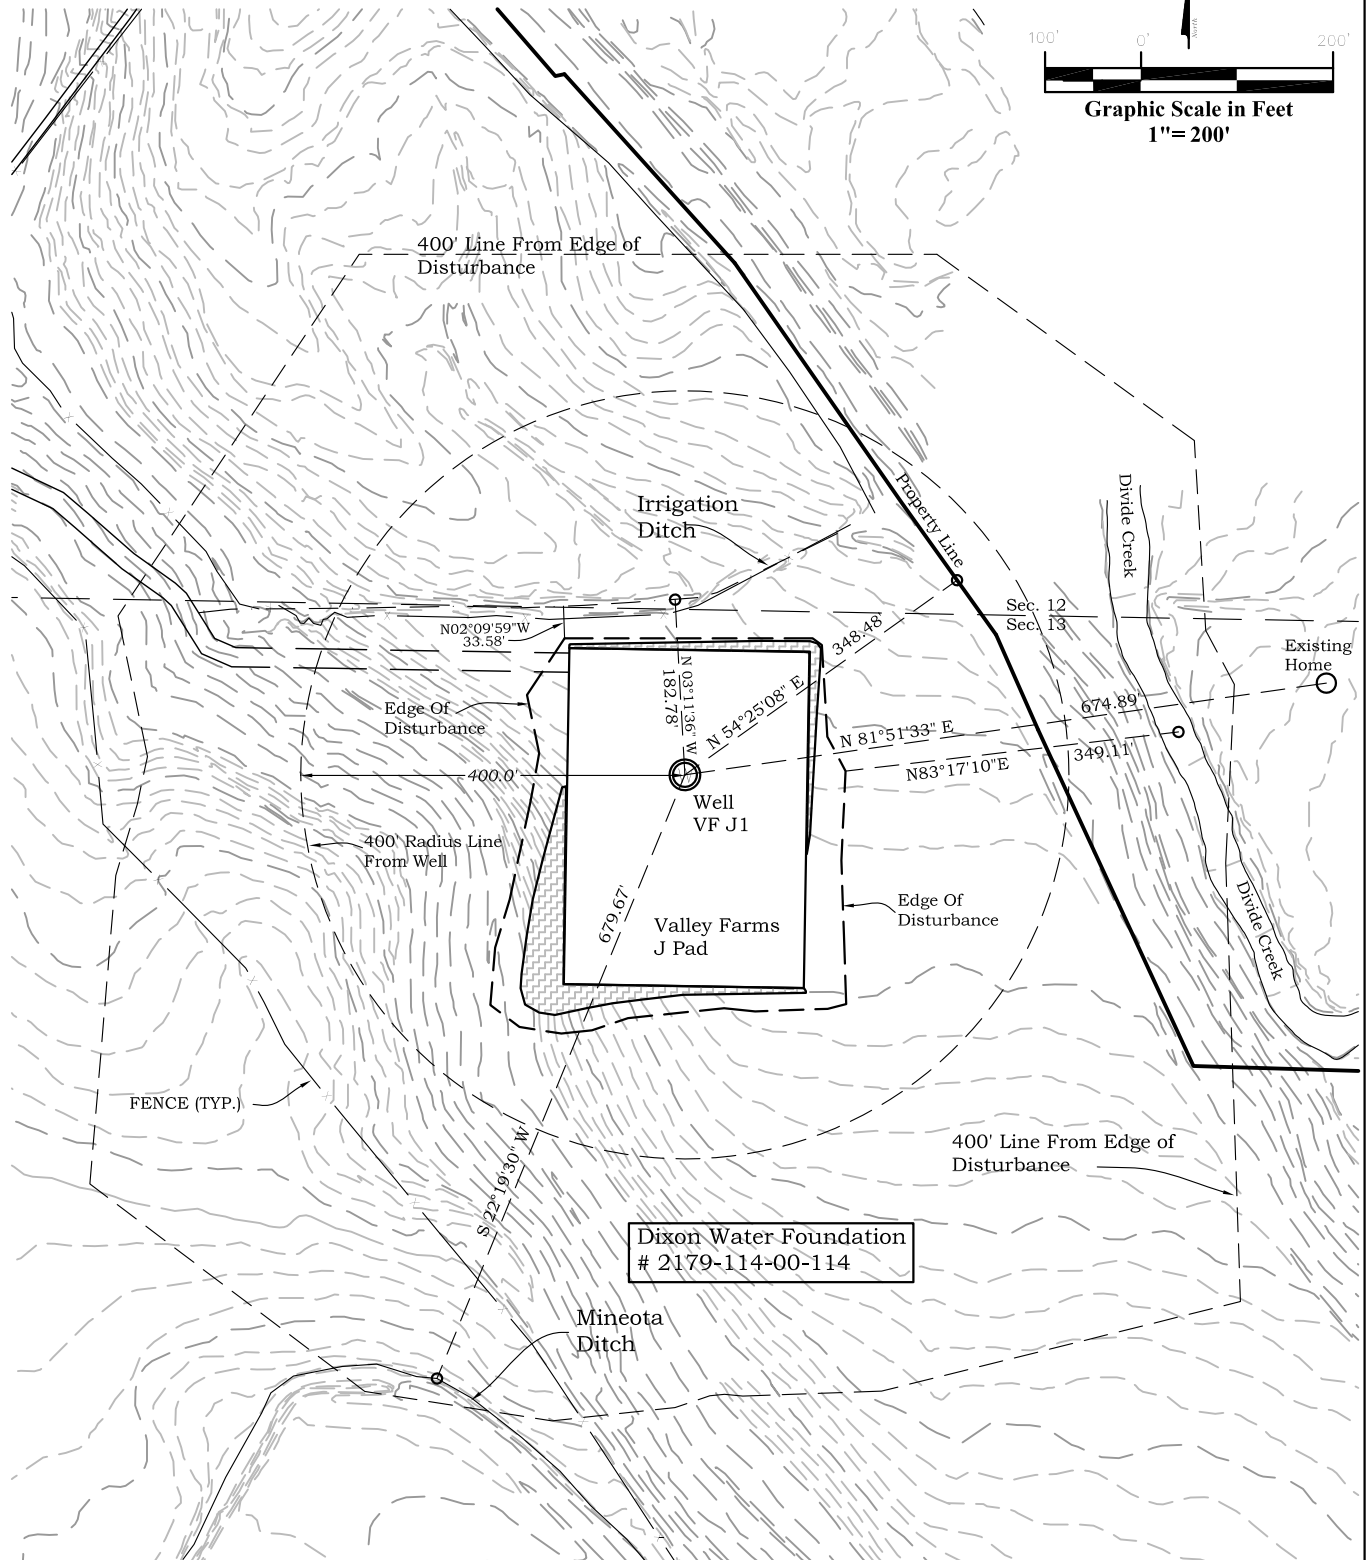 North
100'
0'
200'
Graphic Scale in Feet
1"= 200'
400' Line From Edge of
Disturbance
Irrigation
Ditch
Property Line
Divide Creek
Sec. 12
Sec. 13
N02°09'59"W
33.58'
Existing
Home
348.48
N 03°11'36" W
182.78'
N 54°25'08" E
674.89'
Edge Of
Disturbance
N 81°51'33" E
349.11'
N83°17'10"E
400.0'
Well
VF J1
400' Radius Line
From Well
679.67'
Edge Of
Disturbance
Divide Creek
Valley Farms
J Pad
FENCE (TYP.)
400' Line From Edge of
Disturbance
S 22°19'30" W
Dixon Water Foundation
# 2179-114-00-114
Mineota
Ditch